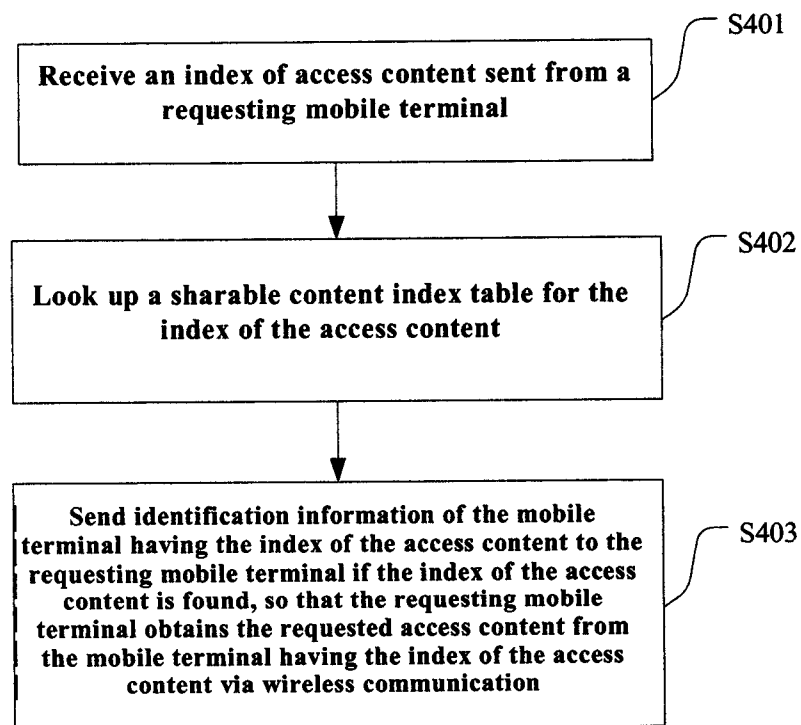 S401
Receive an index of access content sent from a
requesting mobile terminal
S402
Look up a sharable content index table for the
index of the access content
S403
Send identification information of the mobile
terminal having the index of the access content to the
requesting mobile terminal if the index of the access
content is found, so that the requesting mobile
terminal obtains the requested access content from
the mobile terminal having the index of the access
content via wireless communication